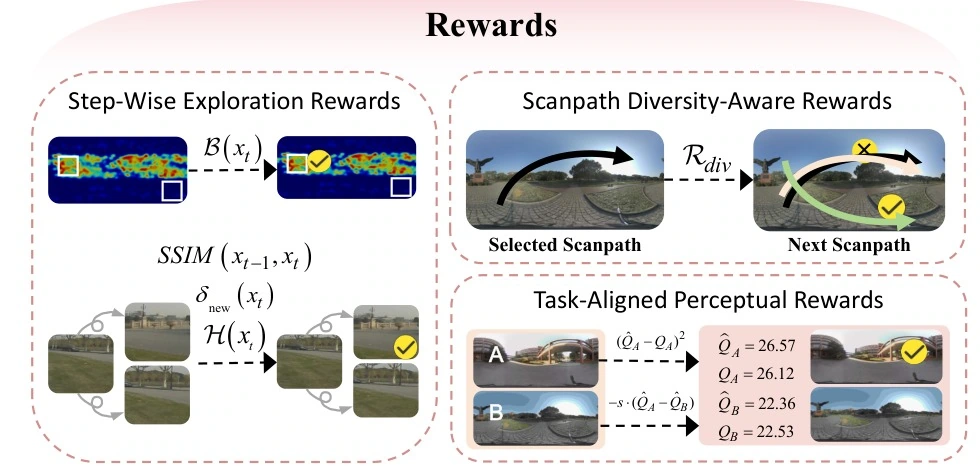 Rewards
Step-Wise Exploration Rewards
B(x_t)
SSIM (x_{t-1}, x_t)
δ_new (x_t)
H(x_t)
Scanpath Diversity-Aware Rewards
R_div
Selected Scanpath
Next Scanpath
Task-Aligned Perceptual Rewards
A
(Q̂_A − Q_A)²
Q̂_A = 26.57
Q_A = 26.12
B
−s · (Q̂_A − Q̂_B)
Q̂_B = 22.36
Q_B = 22.53